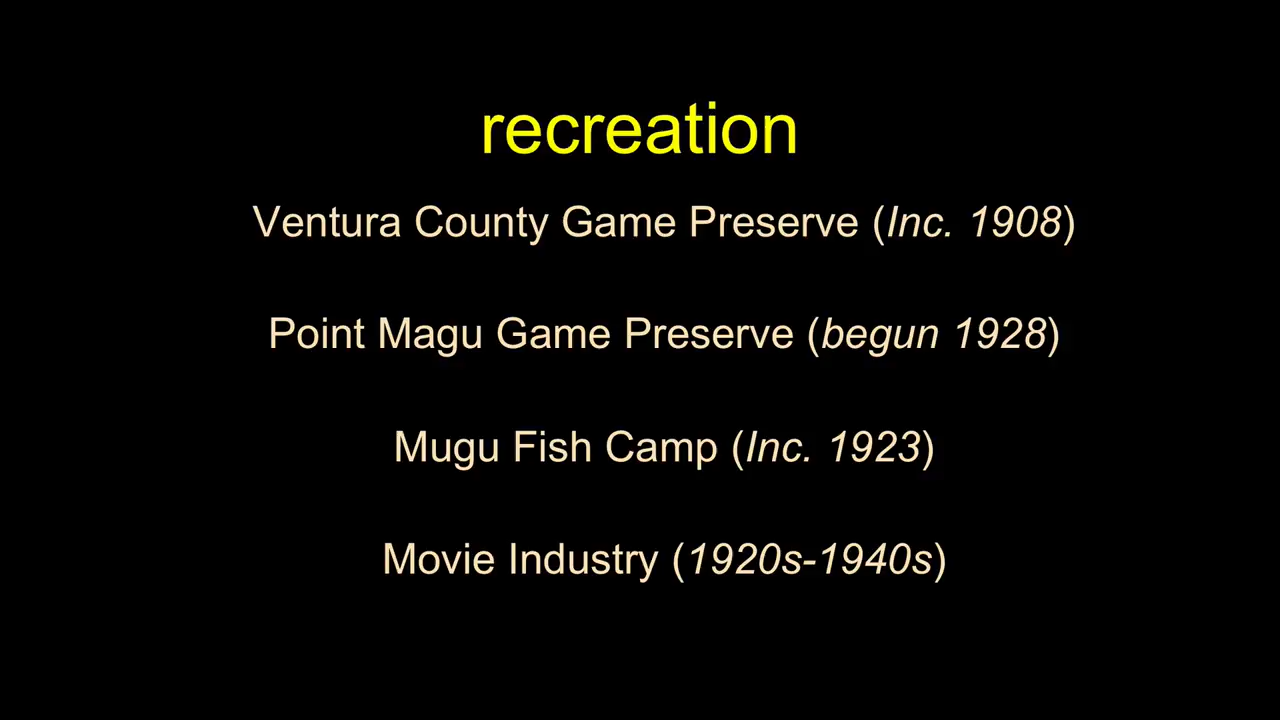 recreation
Ventura County Game Preserve (Inc. 1908)
Point Magu Game Preserve (begun 1928)
Mugu Fish Camp (Inc. 1923)
Movie Industry (1920s-1940s)